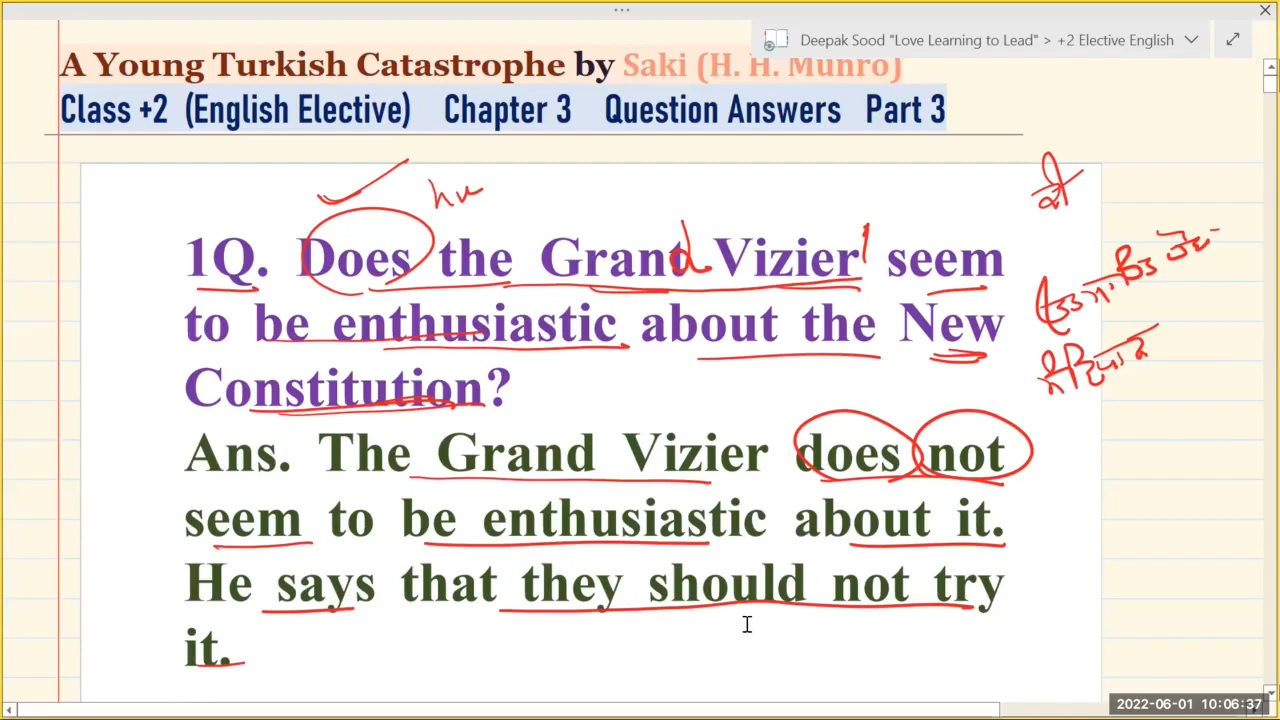 Deepak Sood "Love Learning to Lead" > +2 Elective English
A Young Turkish Catastrophe by Saki (H. H. Munro)
Class +2 (English Elective) Chapter 3 Question Answers Part 3
1Q. Does the Grand Vizier seem
to be enthusiastic about the New
Constitution?
Ans. The Grand Vizier does not
seem to be enthusiastic about it.
He says that they should not try
it.
2022-06-01 10:06:37